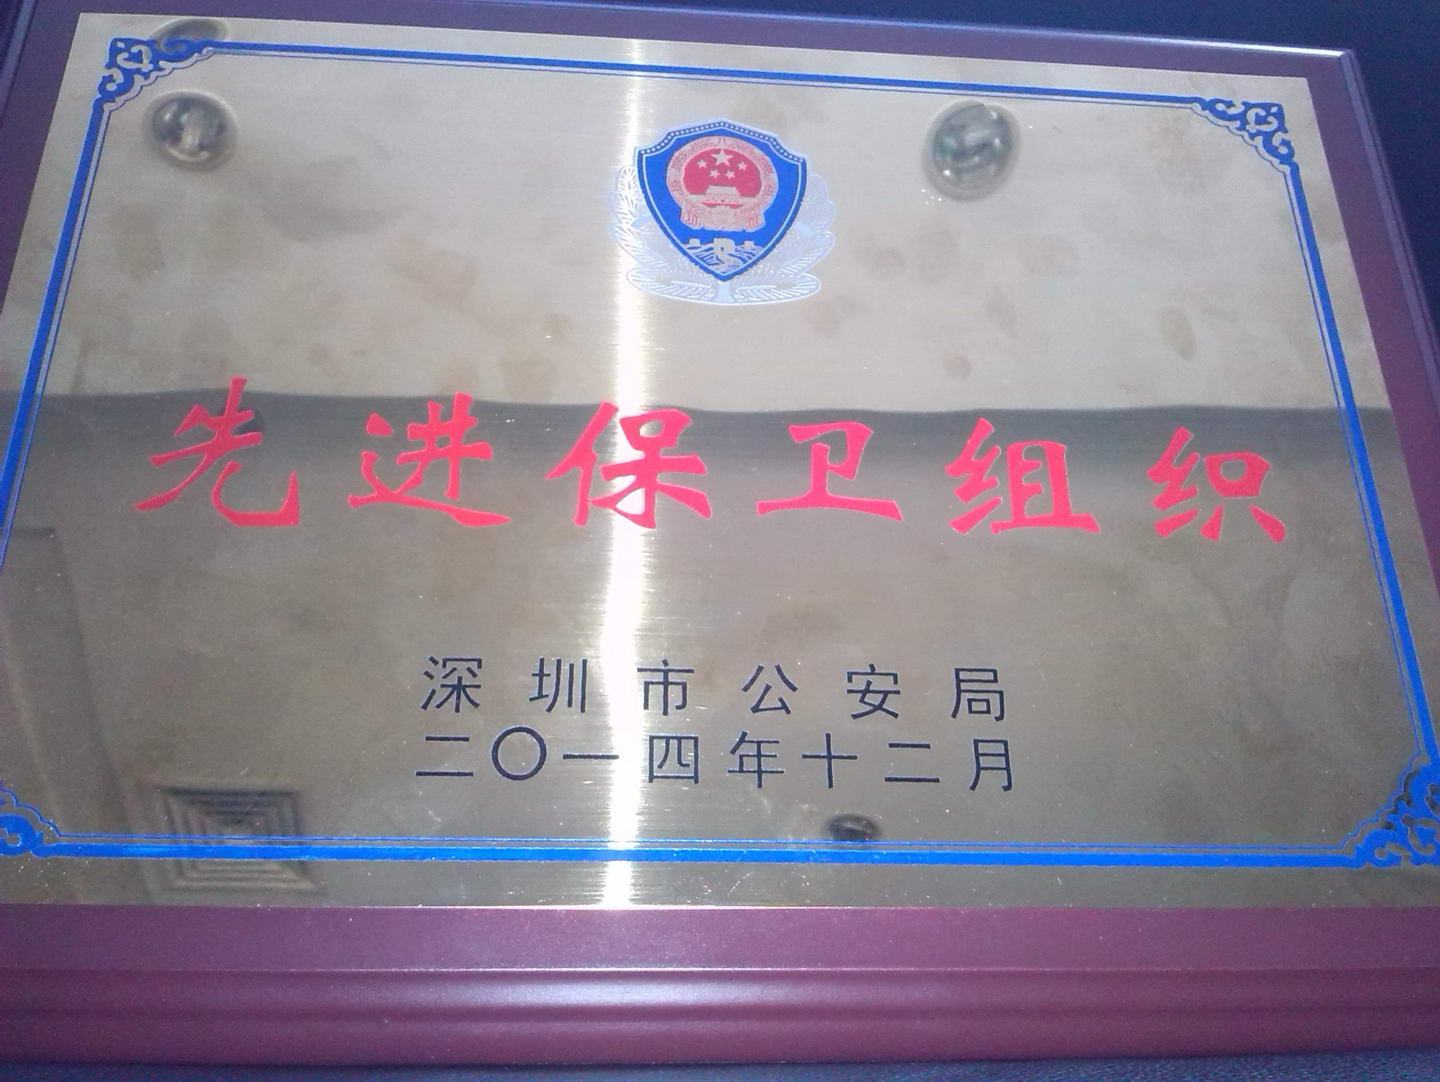 先进保卫组织
深圳市公安局
二〇一四年十二月